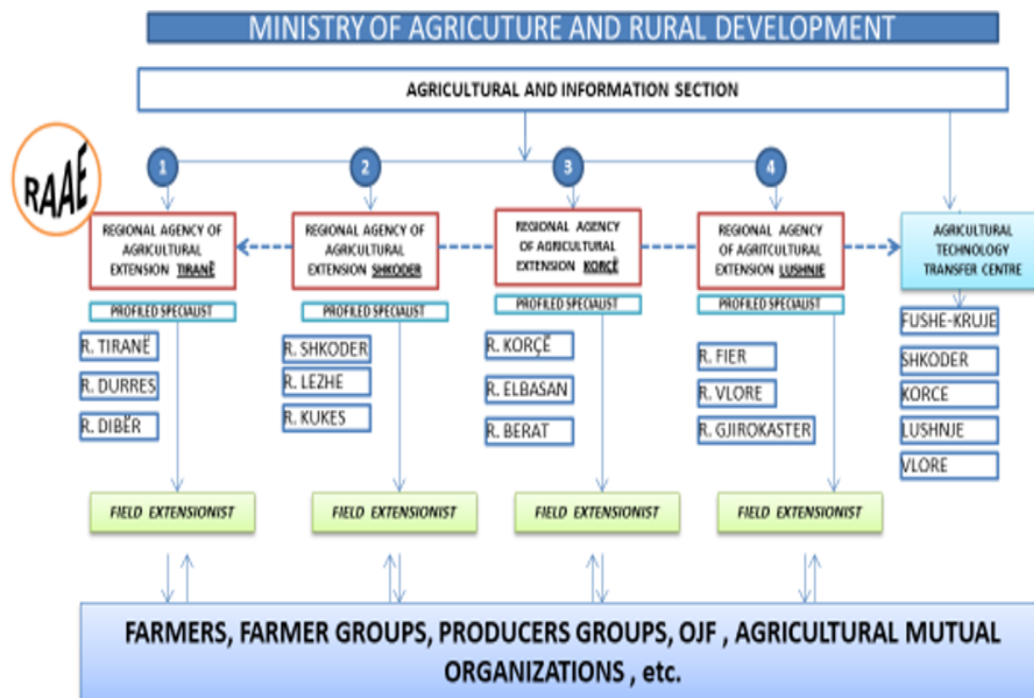 MINISTRY OF AGRICUTURE AND RURAL DEVELOPMENT
AGRICULTURAL AND INFORMATION SECTION
RAAE
1
2
3
4
REGIONAL AGENCY OF
AGRICULTURAL
EXTENSION TIRANË
REGIONAL AGENCY OF
AGRICULTURAL
EXTENSION SHKODER
REGIONAL AGENCY
OF AGRICULTURAL
EXTENSION KORÇË
REGIONAL AGENCY
OF AGRITCULTURAL
EXTENSION LUSHNJE
AGRICULTURAL
TECHNOLOGY
TRANSFER CENTRE
PROFILED SPECIALIST
PROFILED SPECIALIST
PROFILED SPECIALIST
PROFILED SPECIALIST
R. TIRANË
R. DURRES
R. DIBËR
R. SHKODER
R. LEZHE
R. KUKES
R. KORÇË
R. ELBASAN
R. BERAT
R. FIER
R. VLORE
R. GJIROKASTER
FUSHE-KRUJE
SHKODER
KORCE
LUSHNJE
VLORE
FIELD EXTENSIONIST
FIELD EXTENSIONIST
FIELD EXTENSIONIST
FIELD EXTENSIONIST
FARMERS, FARMER GROUPS, PRODUCERS GROUPS, OJF , AGRICULTURAL MUTUAL
ORGANIZATIONS , etc.